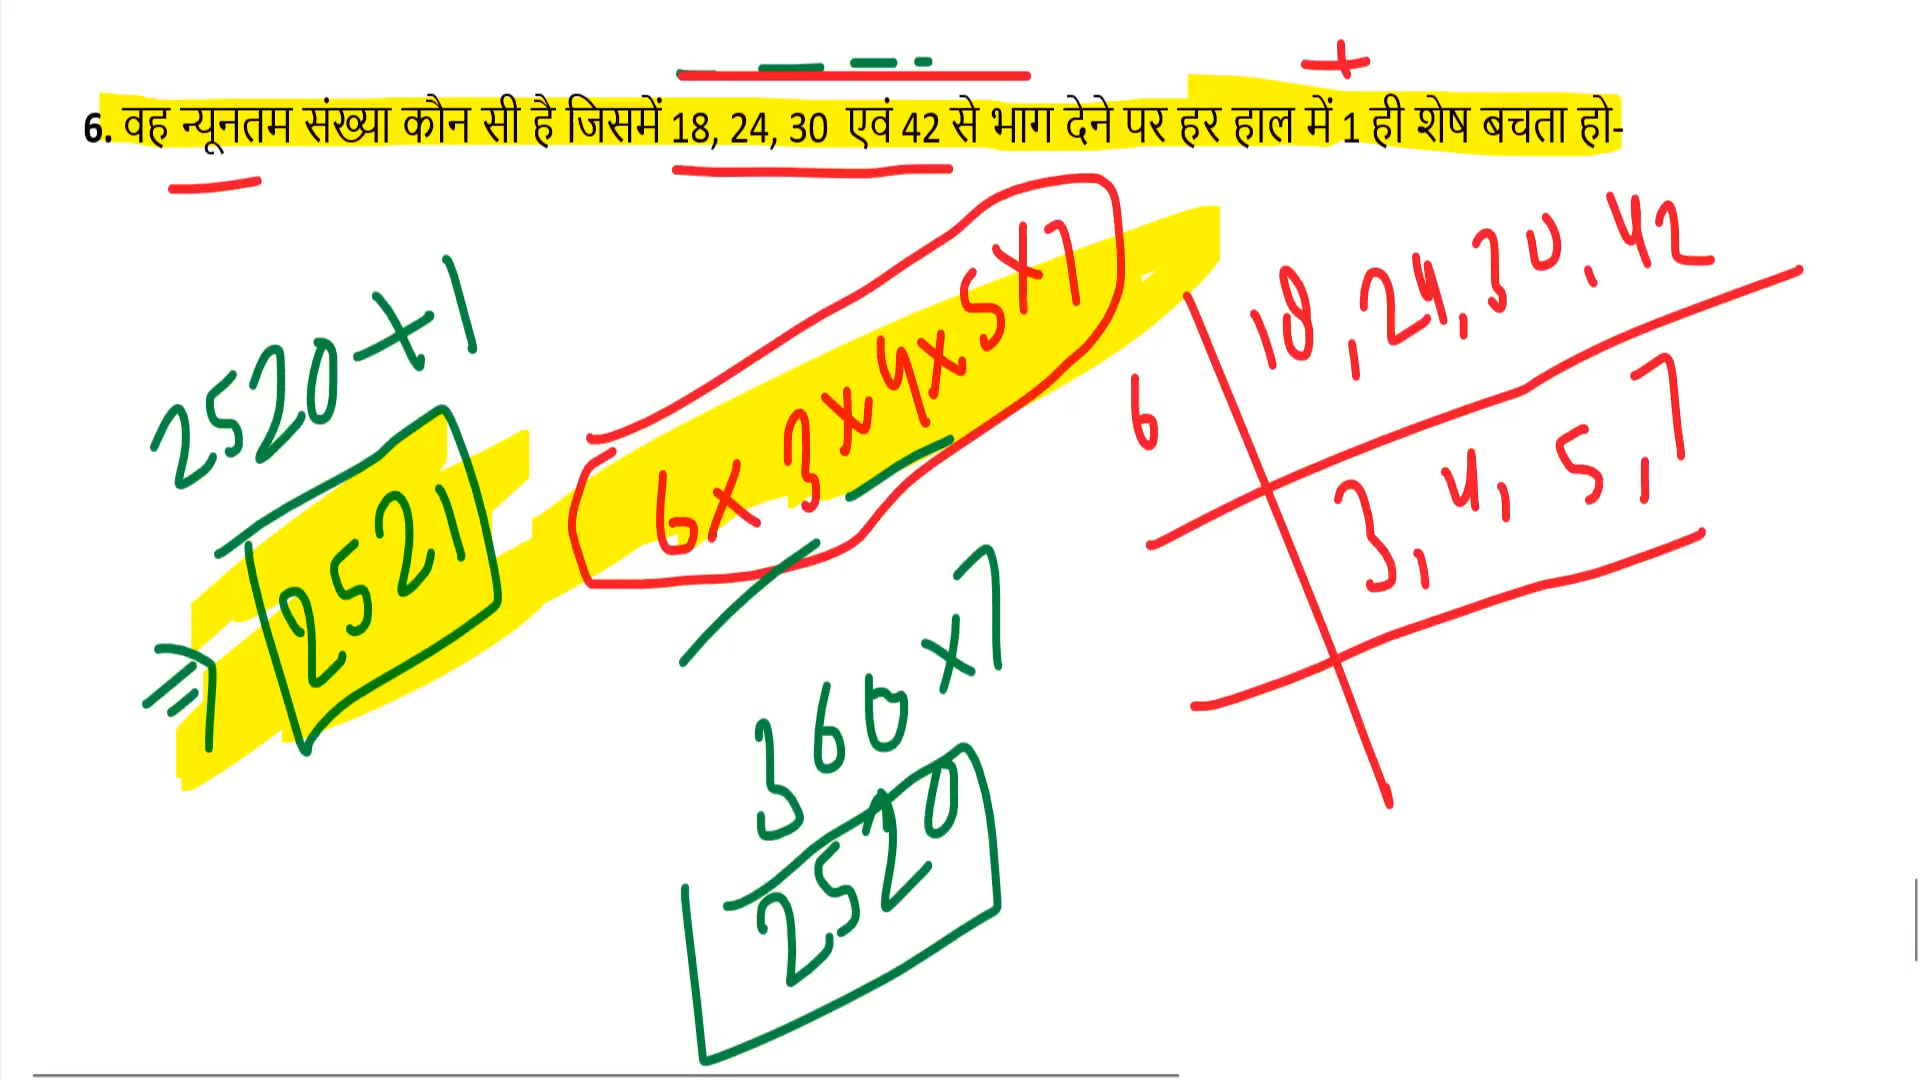 6. वह न्यूनतम संख्या कौन सी है जिसमें 18, 24, 30 एवं 42 से भाग देने पर हर हाल में 1 ही शेष बचता हो-
18, 24, 30, 42
6
3, 4, 5, 7
6 x 3 x 4 x 5 x 7
360 x 7
2520
2520 + 1
2521